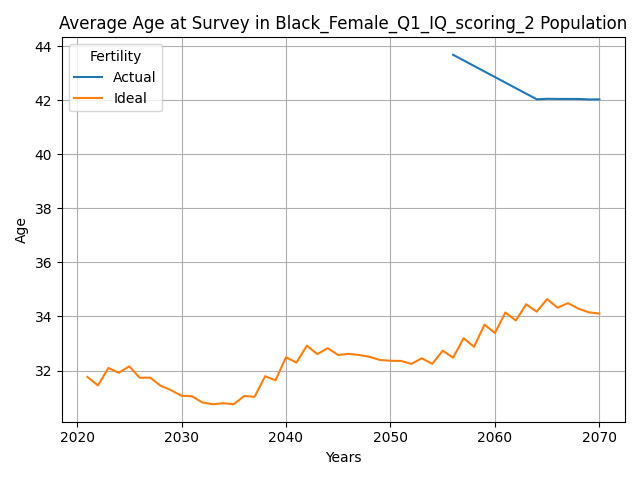 Average Age at Survey in Black_Female_Q1_IQ_scoring_2 Population
Fertility
Actual
Ideal
Age
44
42
40
38
36
34
32
2020
2030
2040
2050
2060
2070
Years